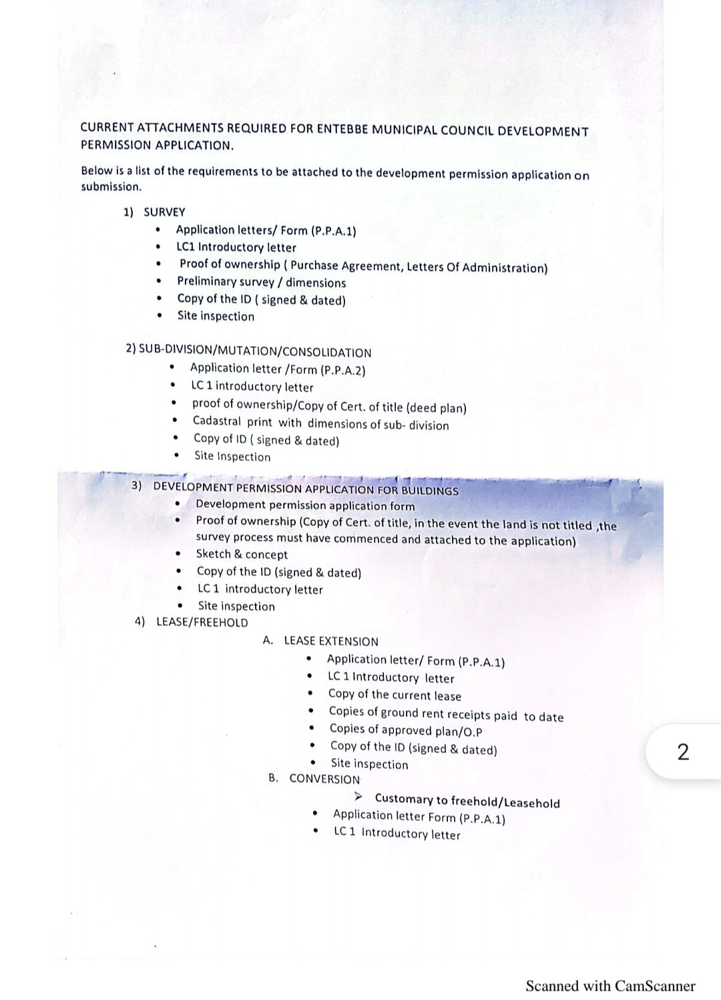 CURRENT ATTACHMENTS REQUIRED FOR ENTEBBE MUNICIPAL COUNCIL DEVELOPMENT
PERMISSION APPLICATION.
Below is a list of the requirements to be attached to the development permission application on
submission.
1) SURVEY
• Application letters/ Form (P.P.A.1)
• LC1 Introductory letter
• Proof of ownership ( Purchase Agreement, Letters Of Administration)
• Preliminary survey / dimensions
• Copy of the ID ( signed & dated)
• Site inspection
2) SUB-DIVISION/MUTATION/CONSOLIDATION
• Application letter /Form (P.P.A.2)
• LC 1 introductory letter
• proof of ownership/Copy of Cert. of title (deed plan)
• Cadastral print with dimensions of sub- division
• Copy of ID ( signed & dated)
• Site Inspection
3) DEVELOPMENT PERMISSION APPLICATION FOR BUILDINGS
• Development permission application form
• Proof of ownership (Copy of Cert. of title, in the event the land is not titled ,the
survey process must have commenced and attached to the application)
• Sketch & concept
• Copy of the ID (signed & dated)
• LC 1 introductory letter
• Site inspection
4) LEASE/FREEHOLD
A. LEASE EXTENSION
• Application letter/ Form (P.P.A.1)
• LC 1 Introductory letter
• Copy of the current lease
• Copies of ground rent receipts paid to date
• Copies of approved plan/O.P
• Copy of the ID (signed & dated)
• Site inspection
2
B. CONVERSION
➢ Customary to freehold/Leasehold
• Application letter Form (P.P.A.1)
• LC 1 Introductory letter
Scanned with CamScanner